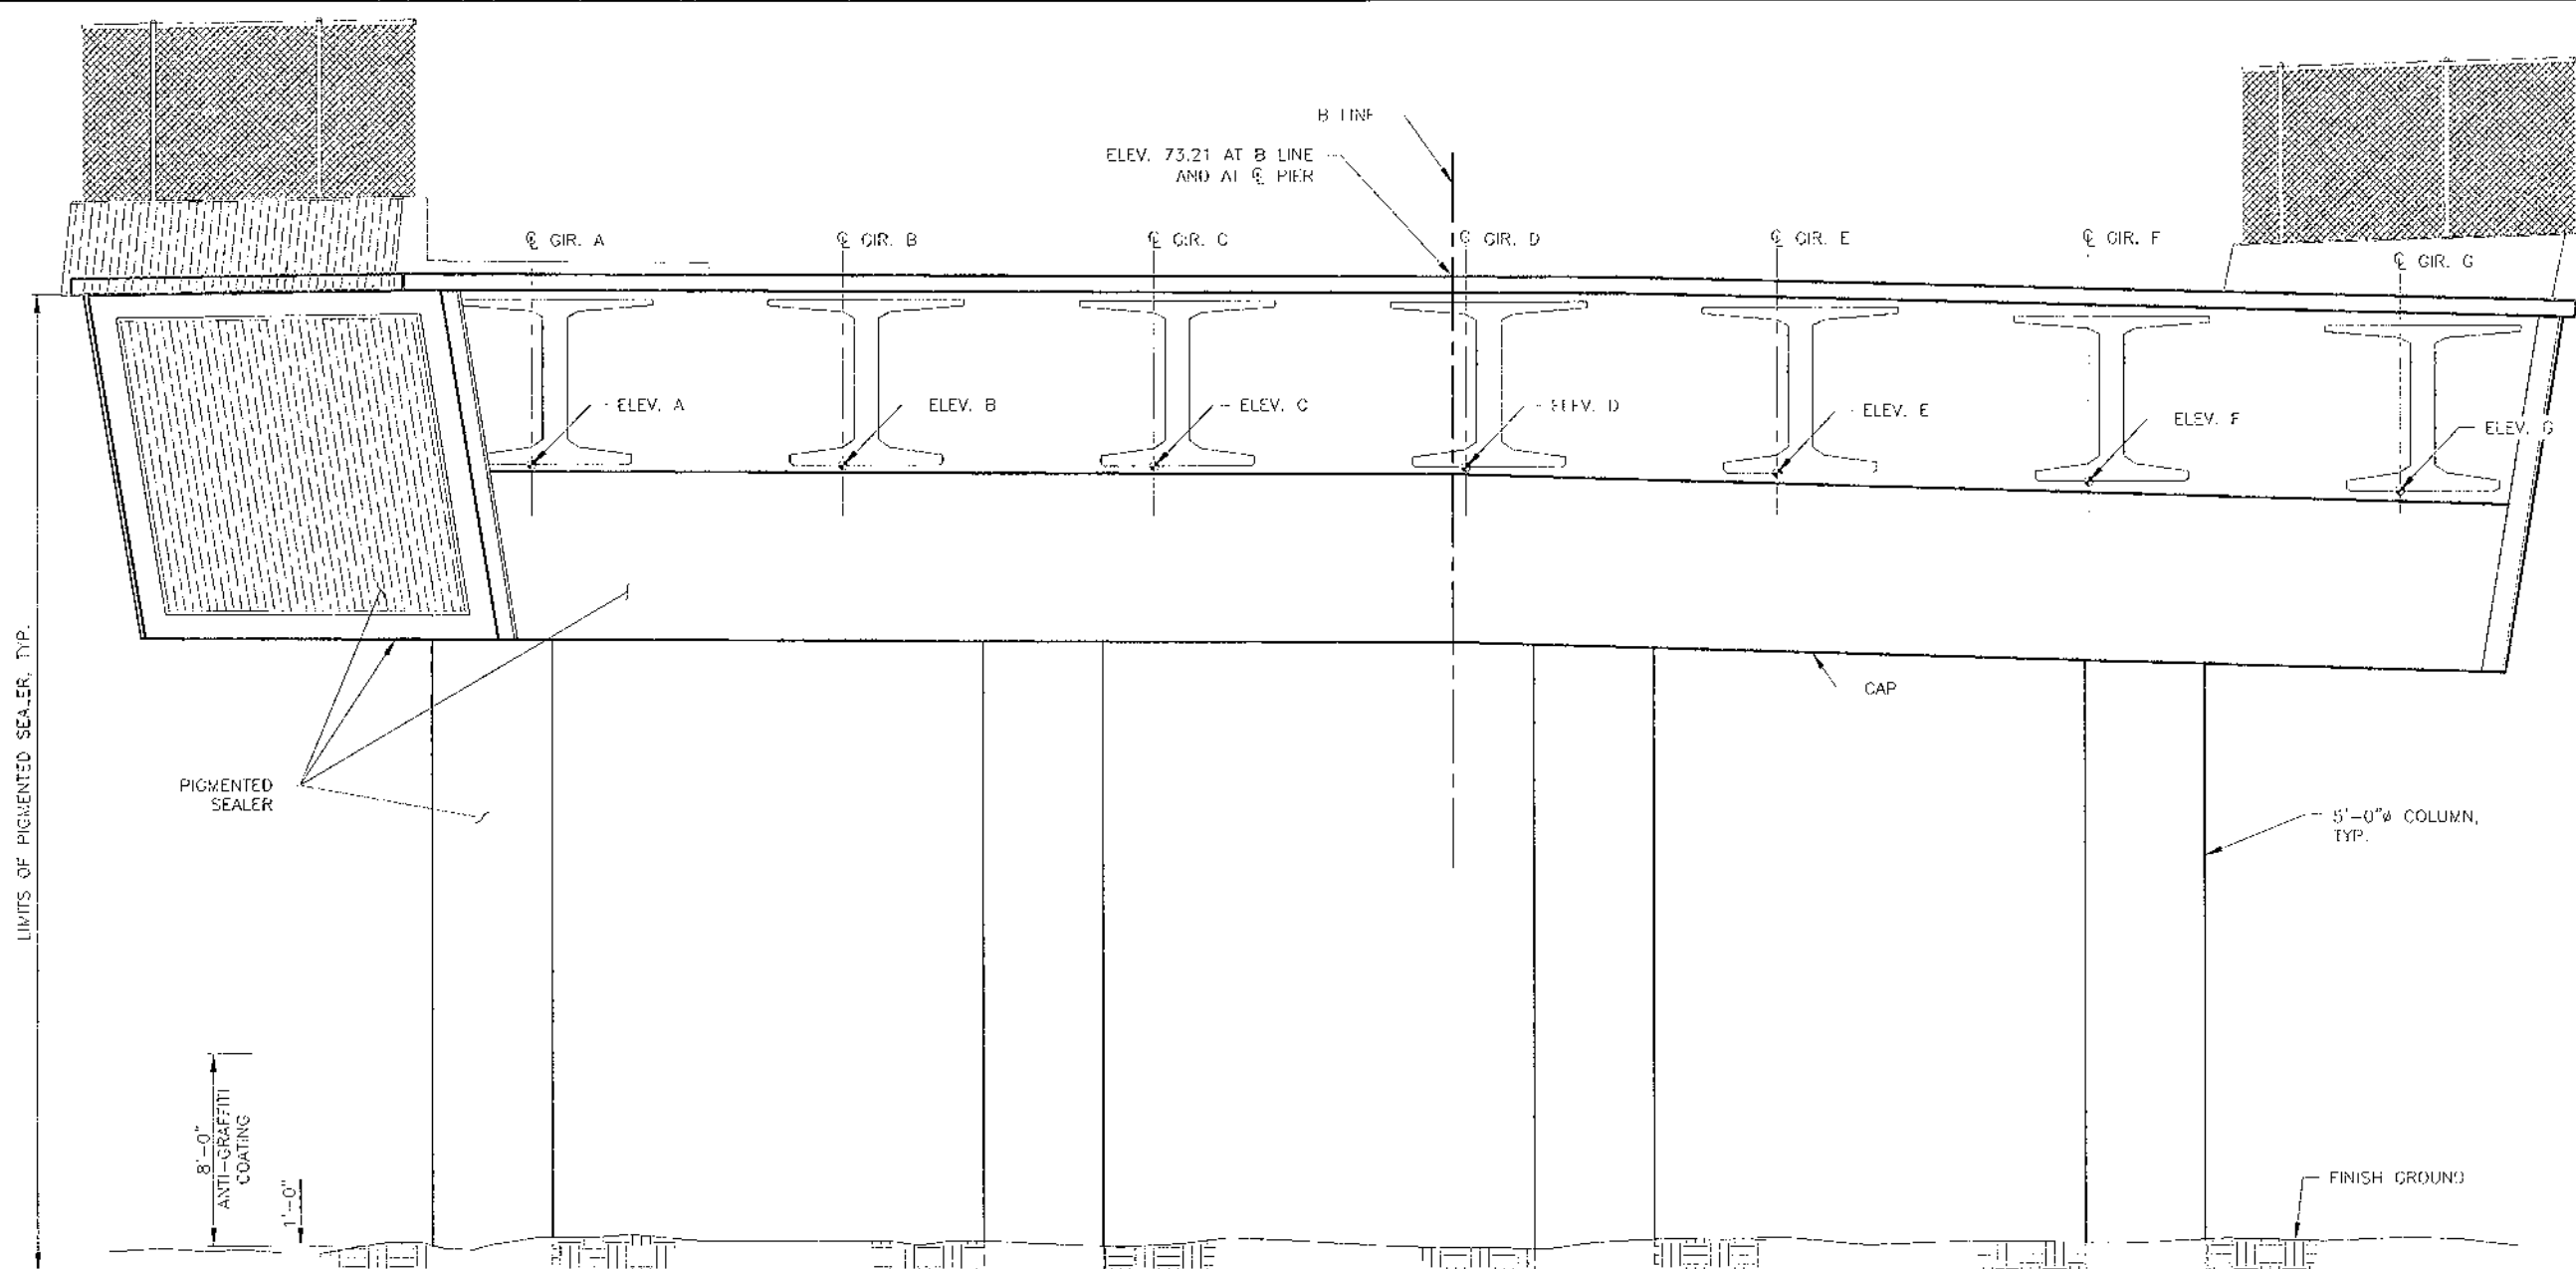 B LINE
ELEV. 73.21 AT B LINE
AND AT ℄ PIER
℄ GIR. A
℄ GIR. B
℄ GIR. C
℄ GIR. D
℄ GIR. E
℄ GIR. F
℄ GIR. G
ELEV. A
ELEV. B
ELEV. C
ELEV. D
ELEV. E
ELEV. F
ELEV. G
LIMITS OF PIGMENTED SEALER, TYP.
CAP
PIGMENTED
SEALER
5'-0"Ø COLUMN,
TYP.
8'-0"
ANTI-GRAFFITI
COATING
1'-0"
FINISH GROUND